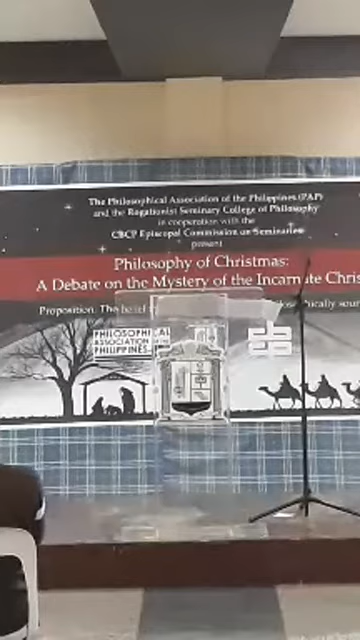 The Philosophical Association of the Philippines (PAP)
and the Rogationist Seminary College of Philosophy
in cooperation with the
CBCP Episcopal Commission on Seminaries
present
Philosophy of Christmas:
A Debate on the Mystery of the Incarnate Chris
Proposition: The belief
PHILOSOPHICAL
ASSOCIATION
PHILIPPINES